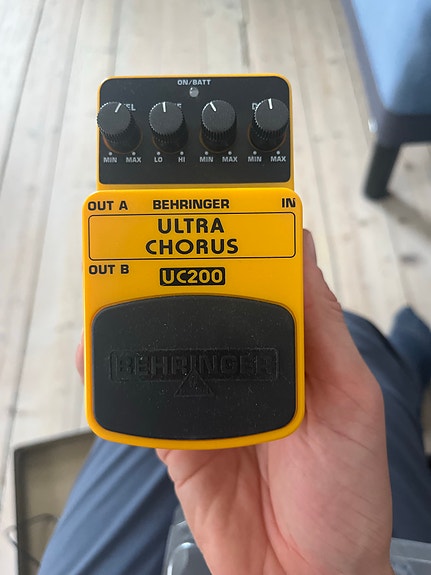 ON/BATT
MIN MAX LO HI MIN MAX MIN MAX
OUT A BEHRINGER IN
ULTRA
CHORUS
OUT B
UC200
BEHRINGER